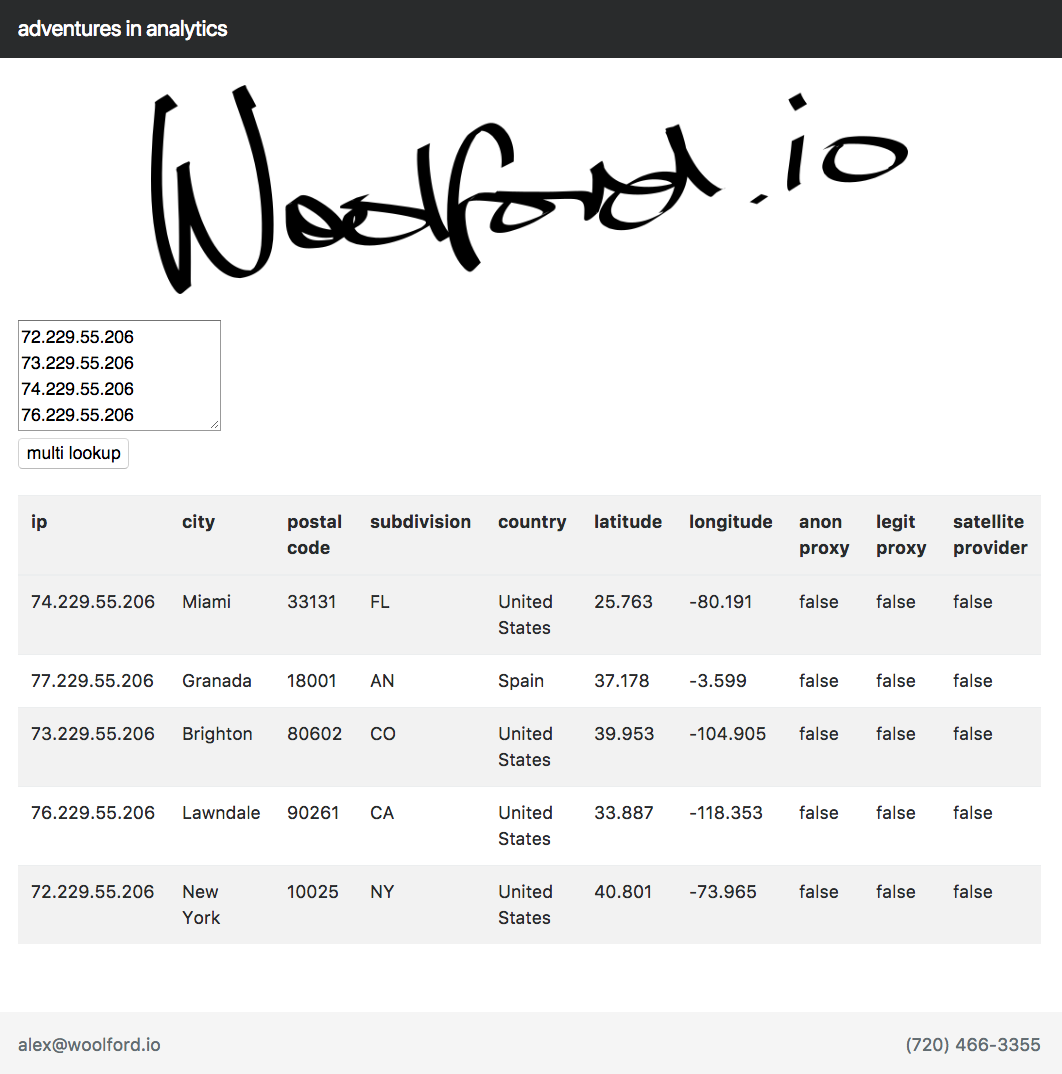 adventures in analytics
Woolford.io
72.229.55.206
73.229.55.206
74.229.55.206
76.229.55.206
multi lookup
ip city postal code subdivision country latitude longitude anon proxy legit proxy satellite provider
74.229.55.206 Miami 33131 FL United States 25.763 -80.191 false false false
77.229.55.206 Granada 18001 AN Spain 37.178 -3.599 false false false
73.229.55.206 Brighton 80602 CO United States 39.953 -104.905 false false false
76.229.55.206 Lawndale 90261 CA United States 33.887 -118.353 false false false
72.229.55.206 New York 10025 NY United States 40.801 -73.965 false false false
alex@woolford.io (720) 466-3355